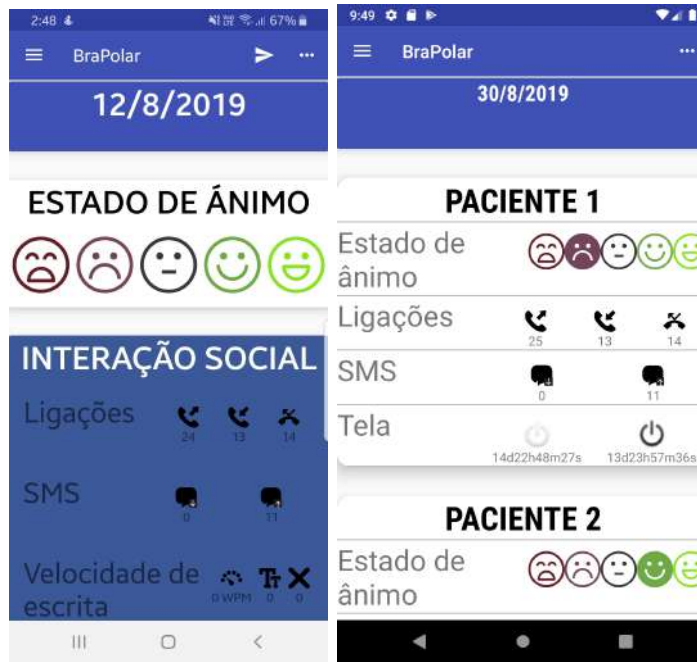 2:48
67%
BraPolar
12/8/2019
ESTADO DE ÁNIMO
INTERAÇÃO SOCIAL
Ligações
24 13 14
SMS
0 11
Velocidade de
escrita
0 WPM 0 0
9:49
BraPolar
30/8/2019
PACIENTE 1
Estado de
ânimo
Ligações
25 13 14
SMS
0 11
Tela
14d22h48m27s 13d23h57m36s
PACIENTE 2
Estado de
ânimo